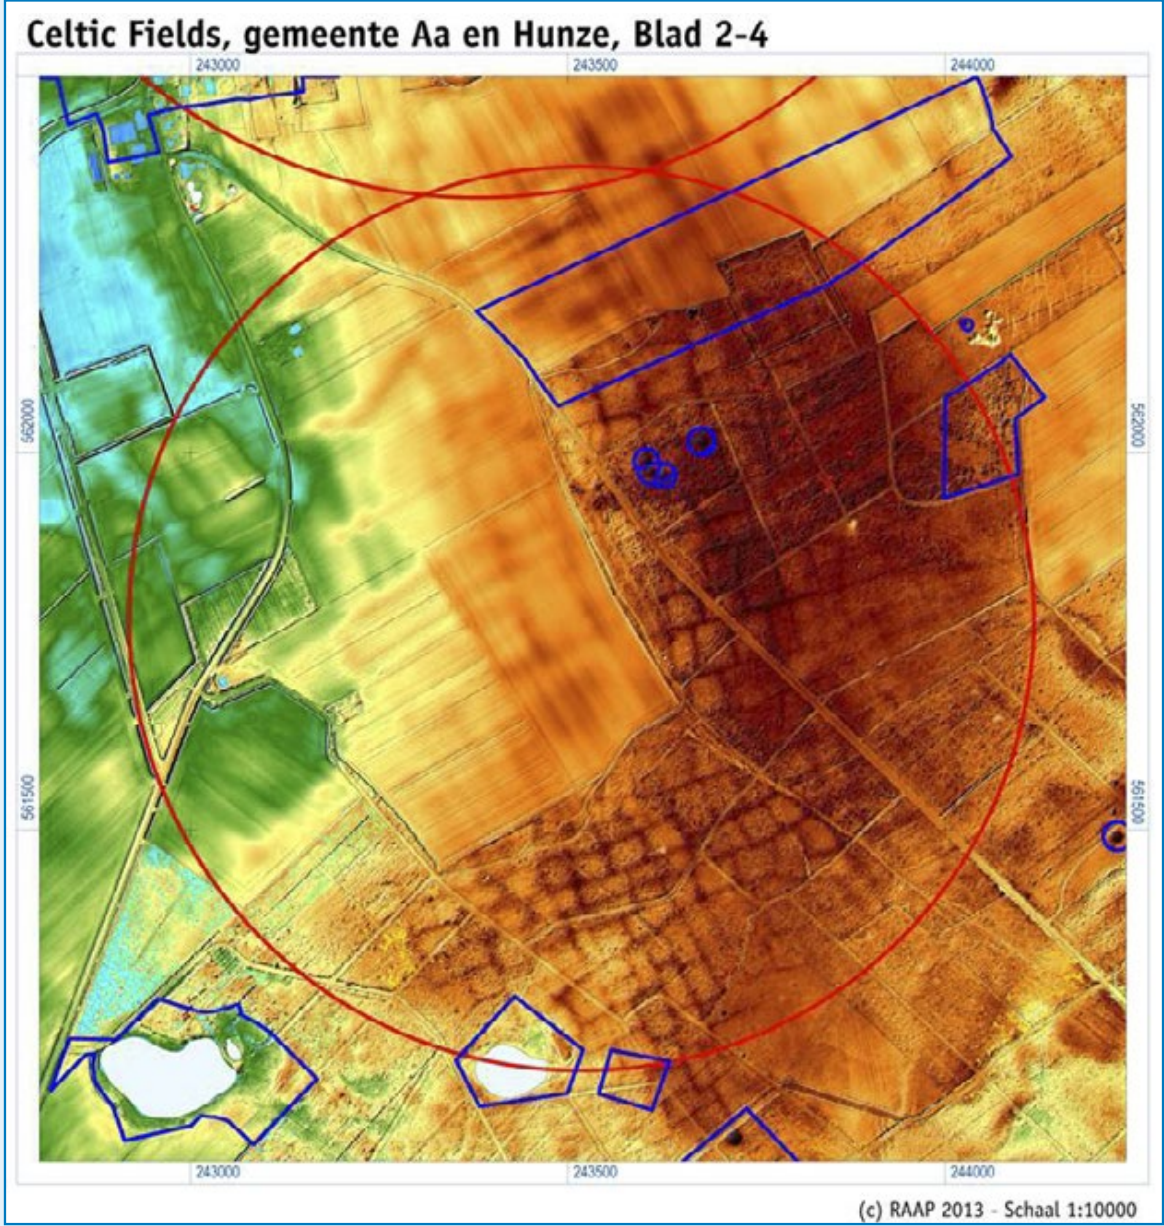 Celtic Fields, gemeente Aa en Hunze, Blad 2-4
243000 243500 244000
562000 562000
561500 561500
243000 243500 244000
(c) RAAP 2013 - Schaal 1:10000